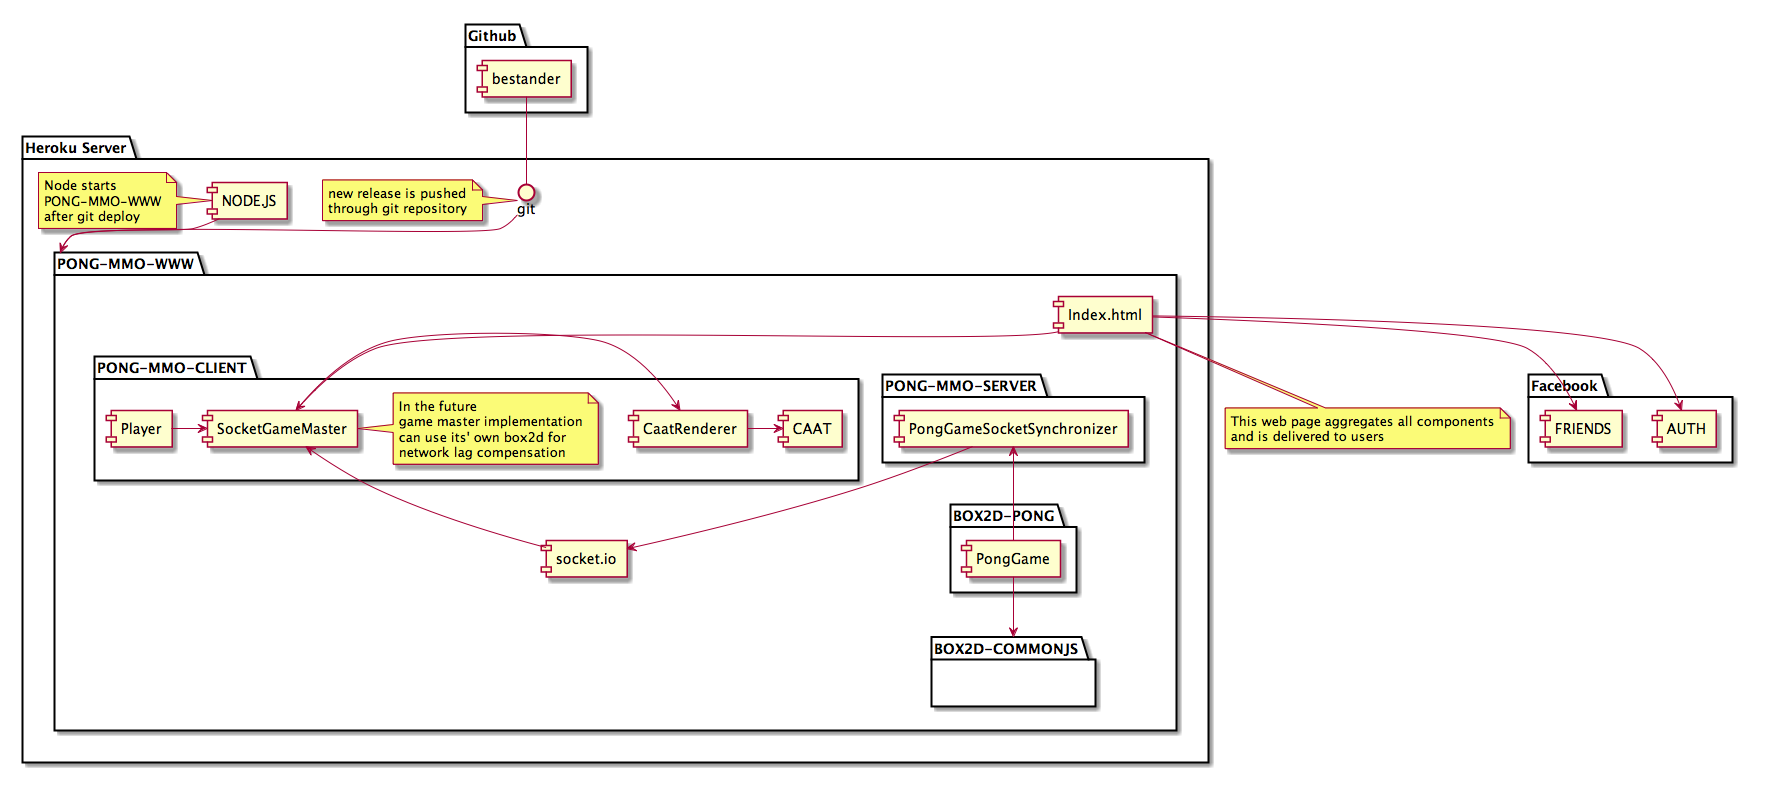 Github
bestander
Heroku Server
Node starts
PONG-MMO-WWW
after git deploy
NODE.JS
new release is pushed
through git repository
git
PONG-MMO-WWW
Index.html
PONG-MMO-CLIENT
Player
SocketGameMaster
In the future
game master implementation
can use its' own box2d for
network lag compensation
CaatRenderer
CAAT
PONG-MMO-SERVER
PongGameSocketSynchronizer
This web page aggregates all components
and is delivered to users
Facebook
FRIENDS
AUTH
socket.io
BOX2D-PONG
PongGame
BOX2D-COMMONJS